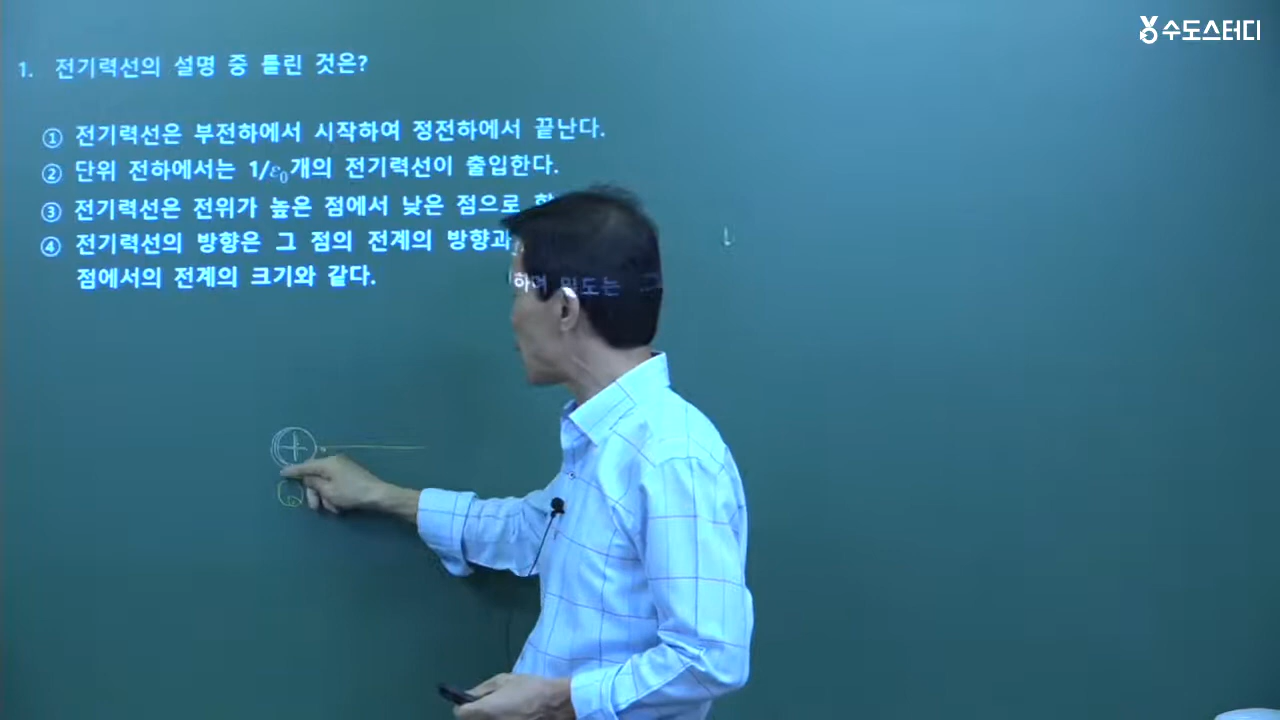 수도스터디
1. 전기력선의 설명 중 틀린 것은?
① 전기력선은 부전하에서 시작하여 정전하에서 끝난다.
② 단위 전하에서는 1/ε₀개의 전기력선이 출입한다.
③ 전기력선은 전위가 높은 점에서 낮은 점으로
④ 전기력선의 방향은 그 점의 전계의 방향과 하며 밀도는 그
점에서의 전계의 크기와 같다.
+
Q